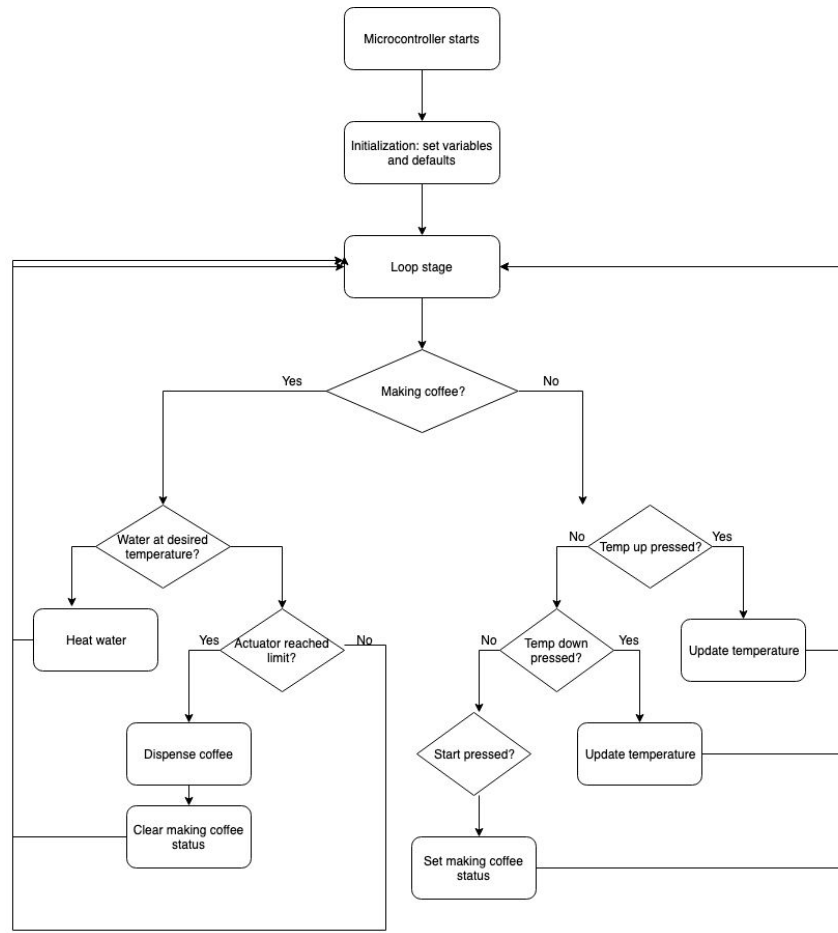 Microcontroller starts
Initialization: set variables
and defaults
Loop stage
Making coffee?
Yes
No
Water at desired
temperature?
No
Temp up pressed?
Yes
Heat water
Yes
Actuator reached
limit?
No
No
Temp down
pressed?
Yes
Update temperature
Dispense coffee
Start pressed?
Update temperature
Clear making coffee
status
Set making coffee
status